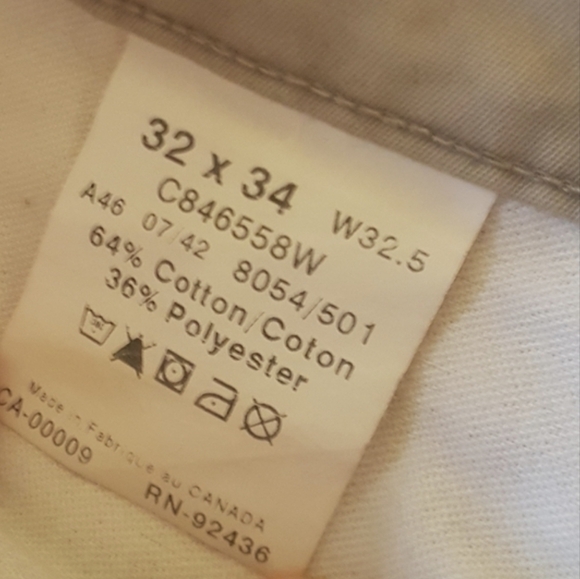 32 x 34 W32.5
C846558W
A46 07/42 8054/501
64% Cotton/Coton
36% Polyester
Made in Fabriqué au CANADA
CA-00009 RN-92436